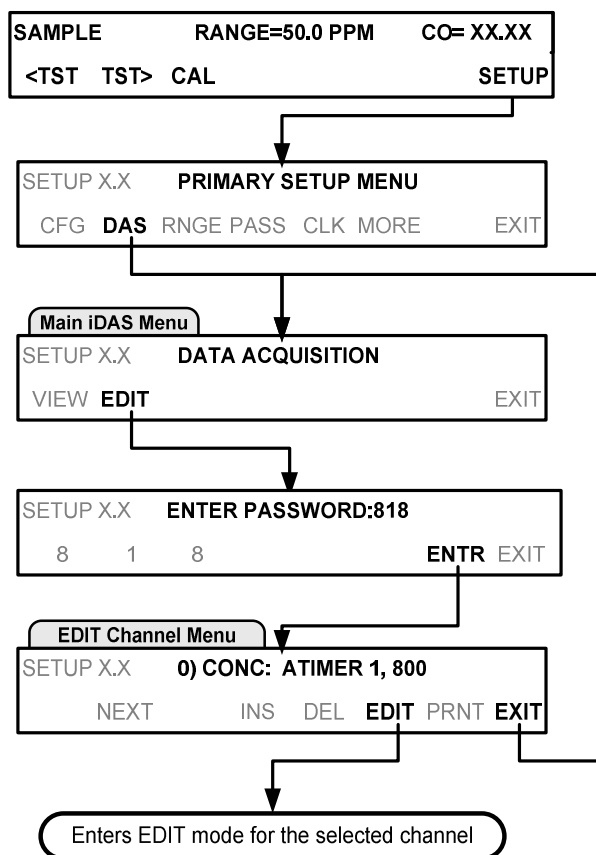 SAMPLE RANGE=50.0 PPM CO= XX.XX
<TST TST> CAL SETUP
SETUP X.X PRIMARY SETUP MENU
CFG DAS RNGE PASS CLK MORE EXIT
Main iDAS Menu
SETUP X.X DATA ACQUISITION
VIEW EDIT EXIT
SETUP X.X ENTER PASSWORD:818
8 1 8 ENTR EXIT
EDIT Channel Menu
SETUP X.X 0) CONC: ATIMER 1, 800
NEXT INS DEL EDIT PRNT EXIT
Enters EDIT mode for the selected channel